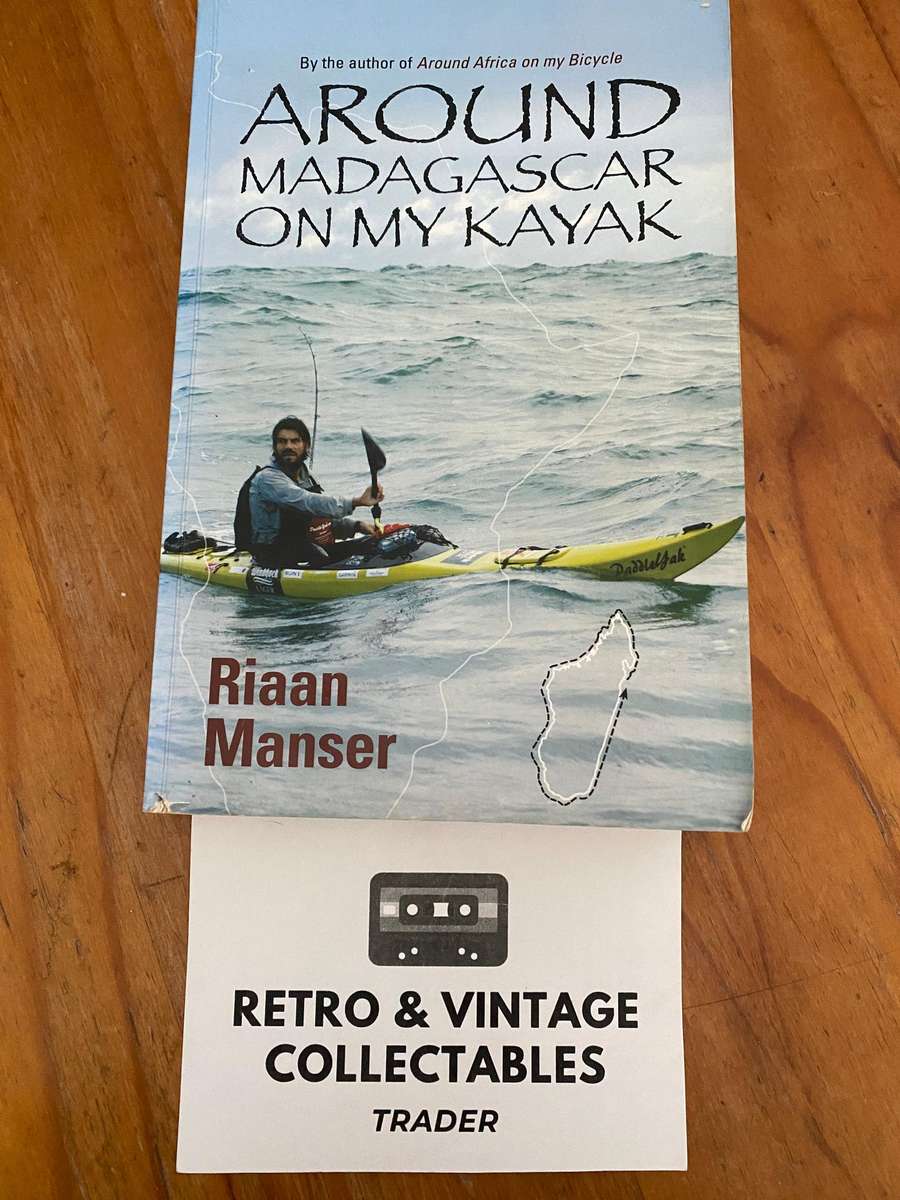 By the author of Around Africa on my Bicycle
AROUND
MADAGASCAR
ON MY KAYAK
PaddleYak
Riaan
Manser
RETRO & VINTAGE
COLLECTABLES
TRADER